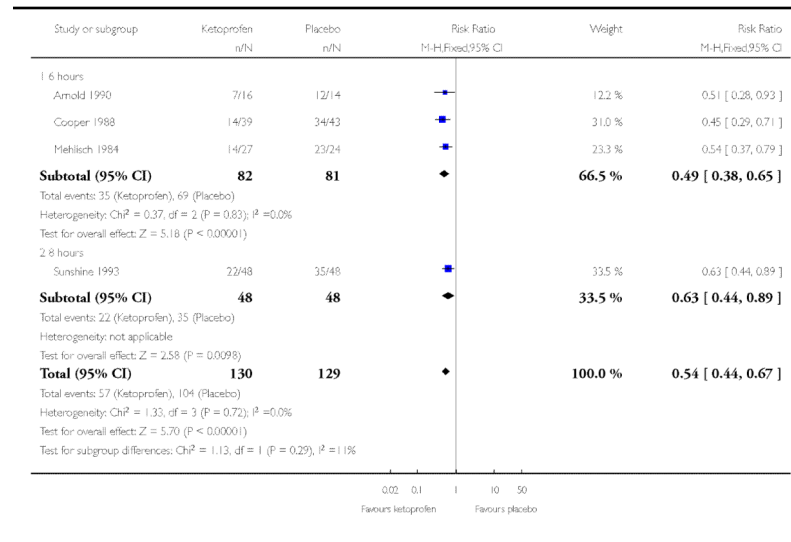 Study or subgroup Ketoprofen Placebo Risk Ratio Weight Risk Ratio
n/N n/N M-H,Fixed,95% CI M-H,Fixed,95% CI
1 6 hours
Arnold 1990 7/16 12/14 12.2 % 0.51 [ 0.28, 0.93 ]
Cooper 1988 14/39 34/43 31.0 % 0.45 [ 0.29, 0.71 ]
Mehlisch 1984 14/27 23/24 23.3 % 0.54 [ 0.37, 0.79 ]
Subtotal (95% CI) 82 81 66.5 % 0.49 [ 0.38, 0.65 ]
Total events: 35 (Ketoprofen), 69 (Placebo)
Heterogeneity: Chi² = 0.37, df = 2 (P = 0.83); I² =0.0%
Test for overall effect: Z = 5.18 (P < 0.00001)
2 8 hours
Sunshine 1993 22/48 35/48 33.5 % 0.63 [ 0.44, 0.89 ]
Subtotal (95% CI) 48 48 33.5 % 0.63 [ 0.44, 0.89 ]
Total events: 22 (Ketoprofen), 35 (Placebo)
Heterogeneity: not applicable
Test for overall effect: Z = 2.58 (P = 0.0098)
Total (95% CI) 130 129 100.0 % 0.54 [ 0.44, 0.67 ]
Total events: 57 (Ketoprofen), 104 (Placebo)
Heterogeneity: Chi² = 1.33, df = 3 (P = 0.72); I² =0.0%
Test for overall effect: Z = 5.70 (P < 0.00001)
Test for subgroup differences: Chi² = 1.13, df = 1 (P = 0.29), I² =11%
0.02 0.1 1 10 50
Favours ketoprofen Favours placebo